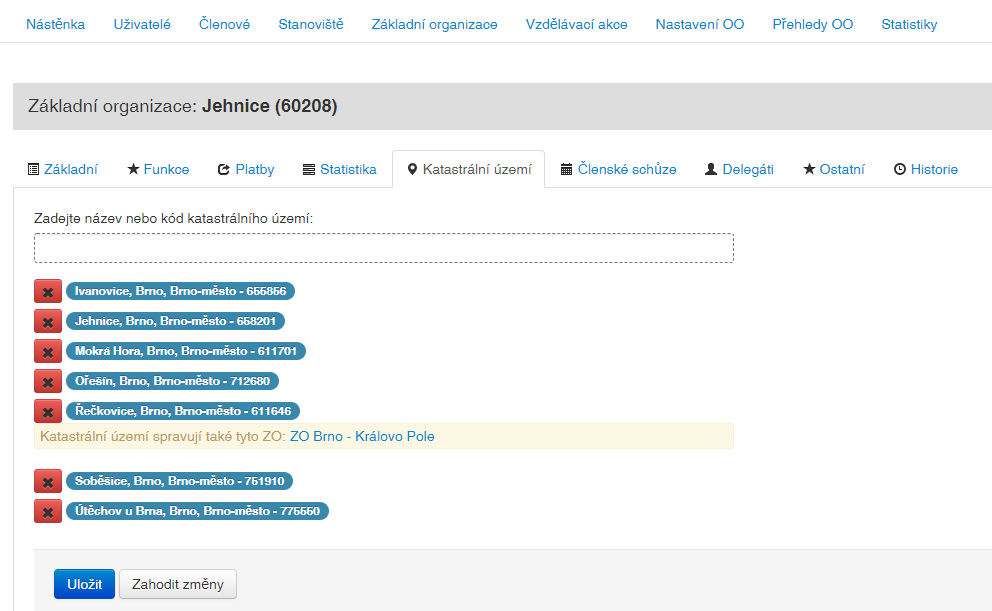 Nástěnka Uživatelé Členové Stanoviště Základní organizace Vzdělávací akce Nastavení OO Přehledy OO Statistiky
Základní organizace: Jehnice (60208)
Základní Funkce Platby Statistika Katastrální území Členské schůze Delegáti Ostatní Historie
Zadejte název nebo kód katastrálního území:
Ivanovice, Brno, Brno-město - 655856
Jehnice, Brno, Brno-město - 658201
Mokrá Hora, Brno, Brno-město - 611701
Ořešín, Brno, Brno-město - 712680
Řečkovice, Brno, Brno-město - 611646
Katastrální území spravují také tyto ZO: ZO Brno - Královo Pole
Soběšice, Brno, Brno-město - 751910
Útěchov u Brna, Brno, Brno-město - 775550
Uložit Zahodit změny